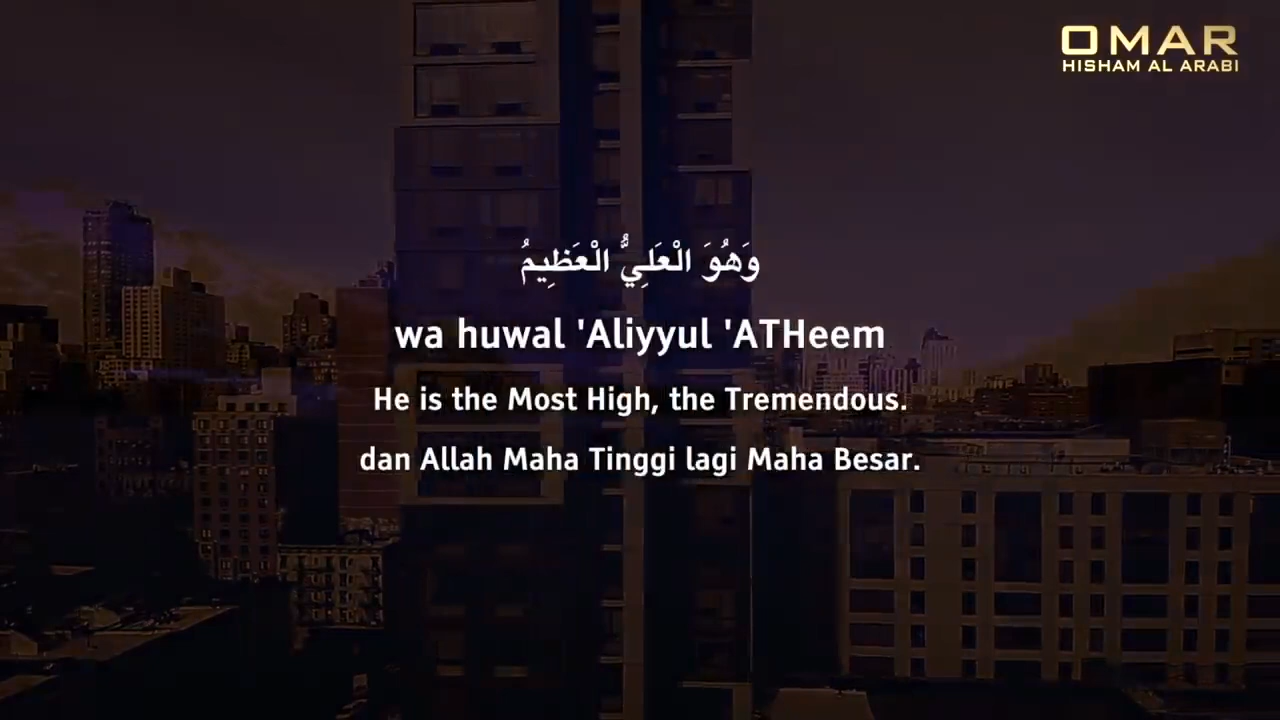 OMAR
HISHAM AL ARABI
وَهُوَ الْعَلِيُّ الْعَظِيمُ
wa huwal 'Aliyyul 'ATHeem
He is the Most High, the Tremendous.
dan Allah Maha Tinggi lagi Maha Besar.